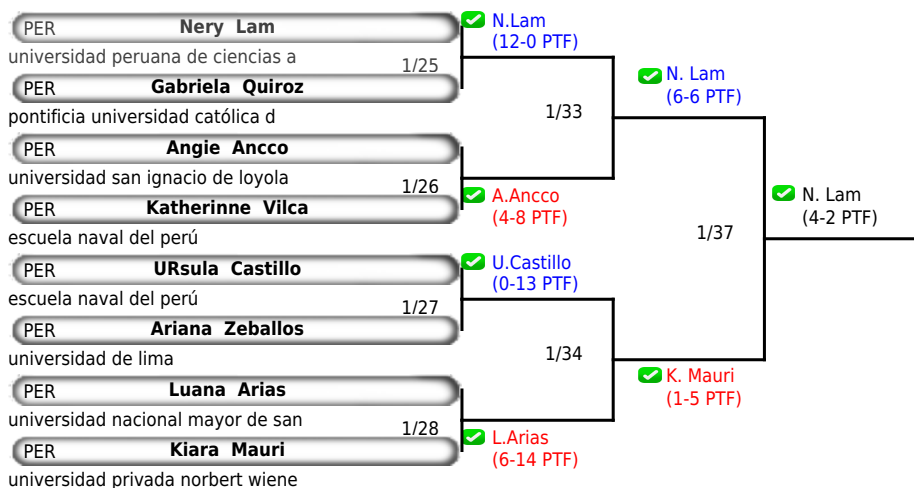 PER Nery Lam
universidad peruana de ciencias a
1/25
PER Gabriela Quiroz
pontificia universidad católica d
PER Angie Ancco
universidad san ignacio de loyola
1/26
PER Katherinne Vilca
escuela naval del perú
PER URsula Castillo
escuela naval del perú
1/27
PER Ariana Zeballos
universidad de lima
PER Luana Arias
universidad nacional mayor de san
1/28
PER Kiara Mauri
universidad privada norbert wiene
N.Lam
(12-0 PTF)
1/33
A.Ancco
(4-8 PTF)
U.Castillo
(0-13 PTF)
1/34
L.Arias
(6-14 PTF)
N. Lam
(6-6 PTF)
1/37
K. Mauri
(1-5 PTF)
N. Lam
(4-2 PTF)